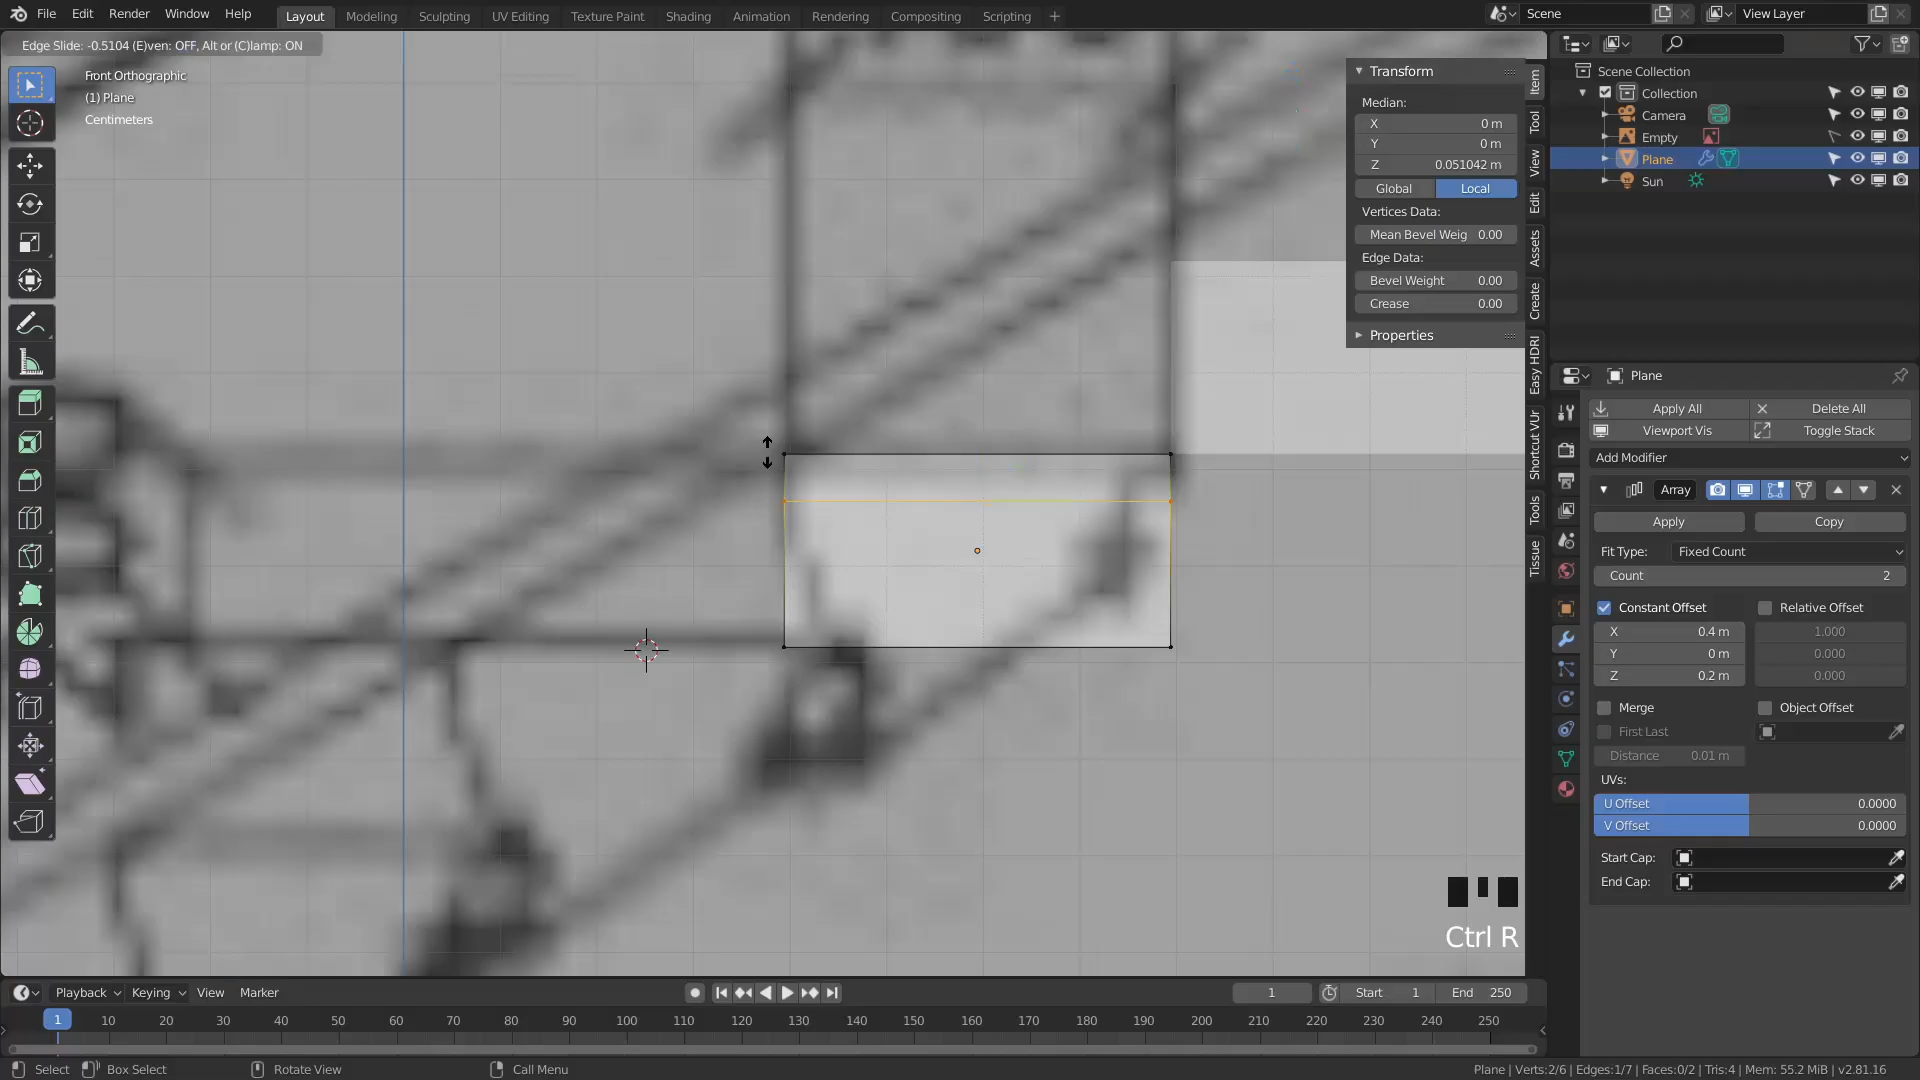 File Edit Render Window Help Layout Modeling Sculpting UV Editing Texture Paint Shading Animation Rendering Compositing Scripting Scene View Layer
Edge Slide: -0.5104 (E)ven: OFF, Alt or (C)lamp: ON
Front Orthographic
(1) Plane
Centimeters
Transform
Median:
X 0 m
Y 0 m
Z 0.051042 m
Global Local
Vertices Data:
Mean Bevel Weig 0.00
Edge Data:
Bevel Weight 0.00
Crease 0.00
Properties
Item
Tool
View
Edit
Assets
Create
Easy HDRI
Shortcut VUr
Tools
Tissue
Scene Collection
Collection
Camera
Empty
Plane
Sun
Plane
Apply All Delete All
Viewport Vis Toggle Stack
Add Modifier
Array
Apply Copy
Fit Type: Fixed Count
Count 2
Constant Offset Relative Offset
X 0.4 m 1.000
Y 0 m 0.000
Z 0.2 m 0.000
Merge Object Offset
First Last
Distance 0.01 m
UVs:
U Offset 0.0000
V Offset 0.0000
Start Cap:
End Cap:
Ctrl R
Playback Keying View Marker 1 Start 1 End 250
1 10 20 30 40 50 60 70 80 90 100 110 120 130 140 150 160 170 180 190 200 210 220 230 240 250
Select Box Select Rotate View Call Menu Plane | Verts:2/6 | Edges:1/7 | Faces:0/2 | Tris:4 | Mem: 55.2 MiB | v2.81.16